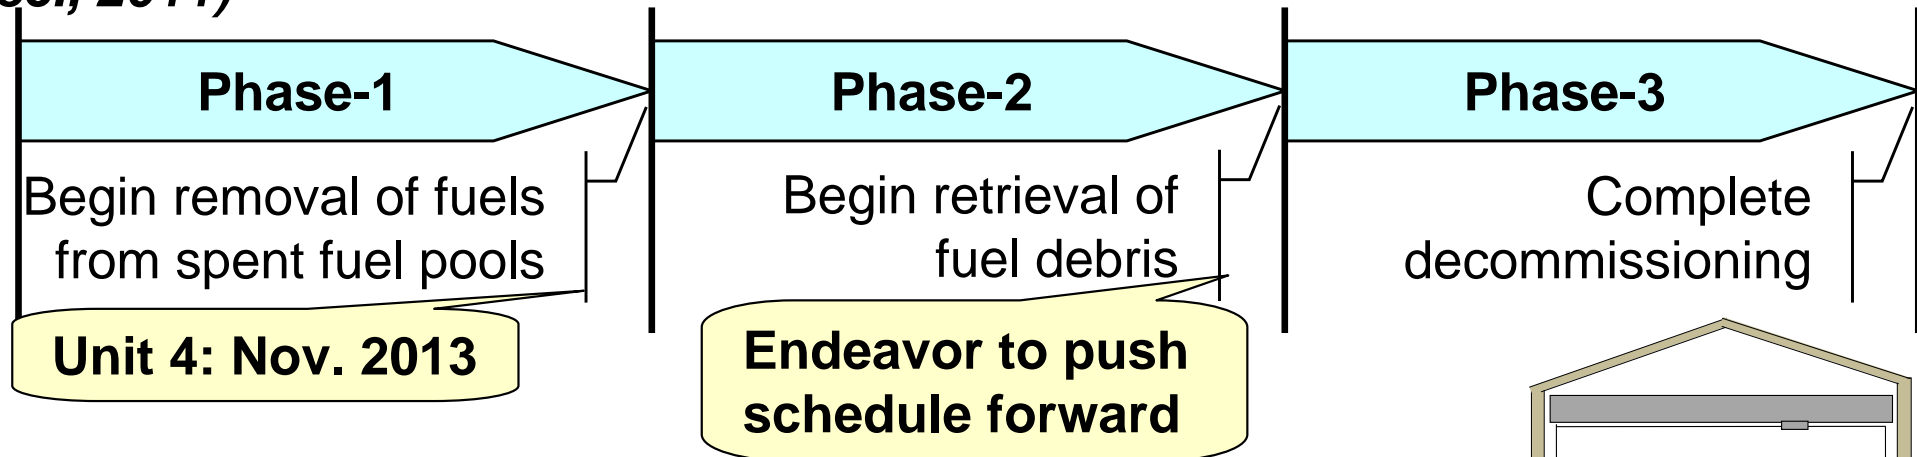 2011)
Phase-1
Phase-2
Phase-3
Begin removal of fuels
from spent fuel pools
Begin retrieval of
fuel debris
Complete
decommissioning
Unit 4: Nov. 2013
Endeavor to push
schedule forward